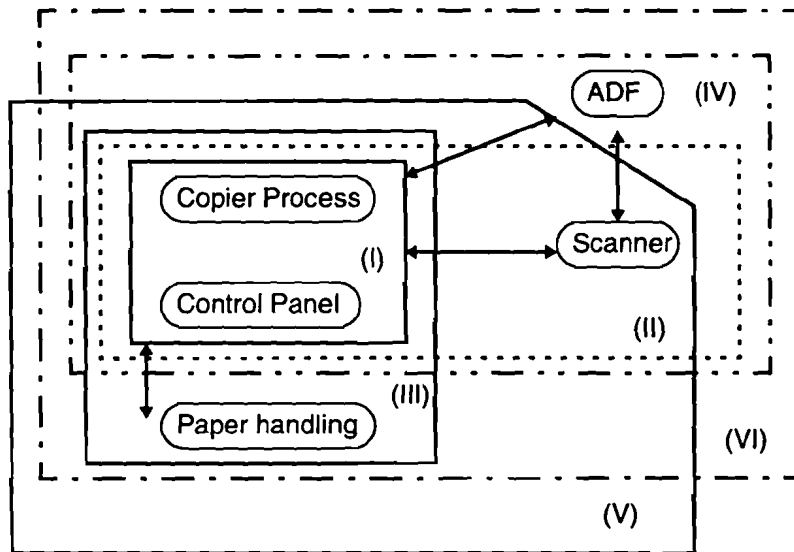 ADF
(IV)
Copier Process
(I)
Scanner
Control Panel
(II)
(III)
Paper handling
(VI)
(V)